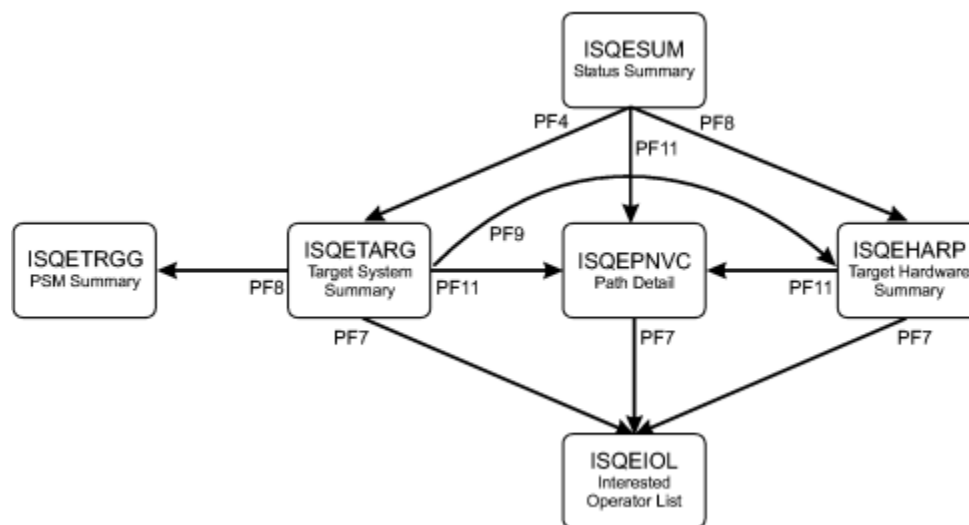 ISQESUM
Status Summary
PF4
PF8
PF11
PF9
ISQETRGG
PSM Summary
ISQETARG
Target System
Summary
ISQEPNVC
Path Detail
ISQEHARP
Target Hardware
Summary
PF8
PF11
PF11
PF7
PF7
PF7
ISQEIOL
Interested
Operator List